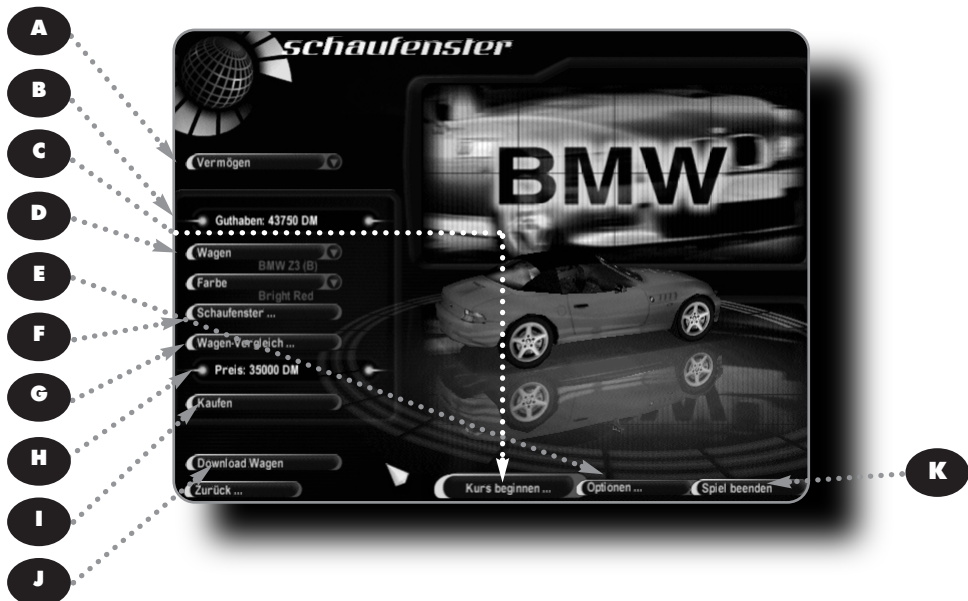 A
B
C
D
E
F
G
H
I
J
K
schaufenster
BMW
Vermögen
Guthaben: 43750 DM
Wagen
BMW Z3 (B)
Farbe
Bright Red
Schaufenster ...
Wagen-Vergleich ...
Preis: 35000 DM
Kaufen
Download Wagen
Zurück ...
Kurs beginnen ...
Optionen ...
Spiel beenden